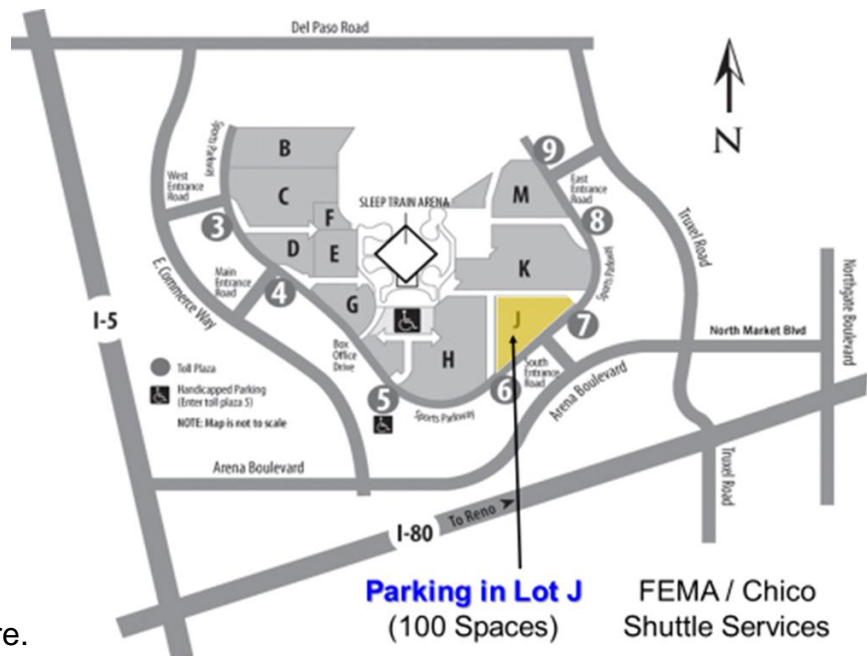 Del Paso Road
N
Sports Parkway
B
C
F
D
E
West
Entrance
Road
3
SLEEP TRAIN ARENA
9
M
East
Entrance
Road
8
K
Sports Parkway
Truxel Road
Northgate Boulevard
Main
Entrance
Road
4
E. Commerce Way
I-5
G
J
7
North Market Blvd
Box
Office
Drive
H
South
Entrance
Road
6
5
Sports Parkway
Arena Boulevard
Toll Plaza
Handicapped Parking
(Enter toll plaza 5)
NOTE: Map is not to scale
Arena Boulevard
Truxel Road
To Reno
I-80
Parking in Lot J
(100 Spaces)
FEMA / Chico
Shuttle Services
re.